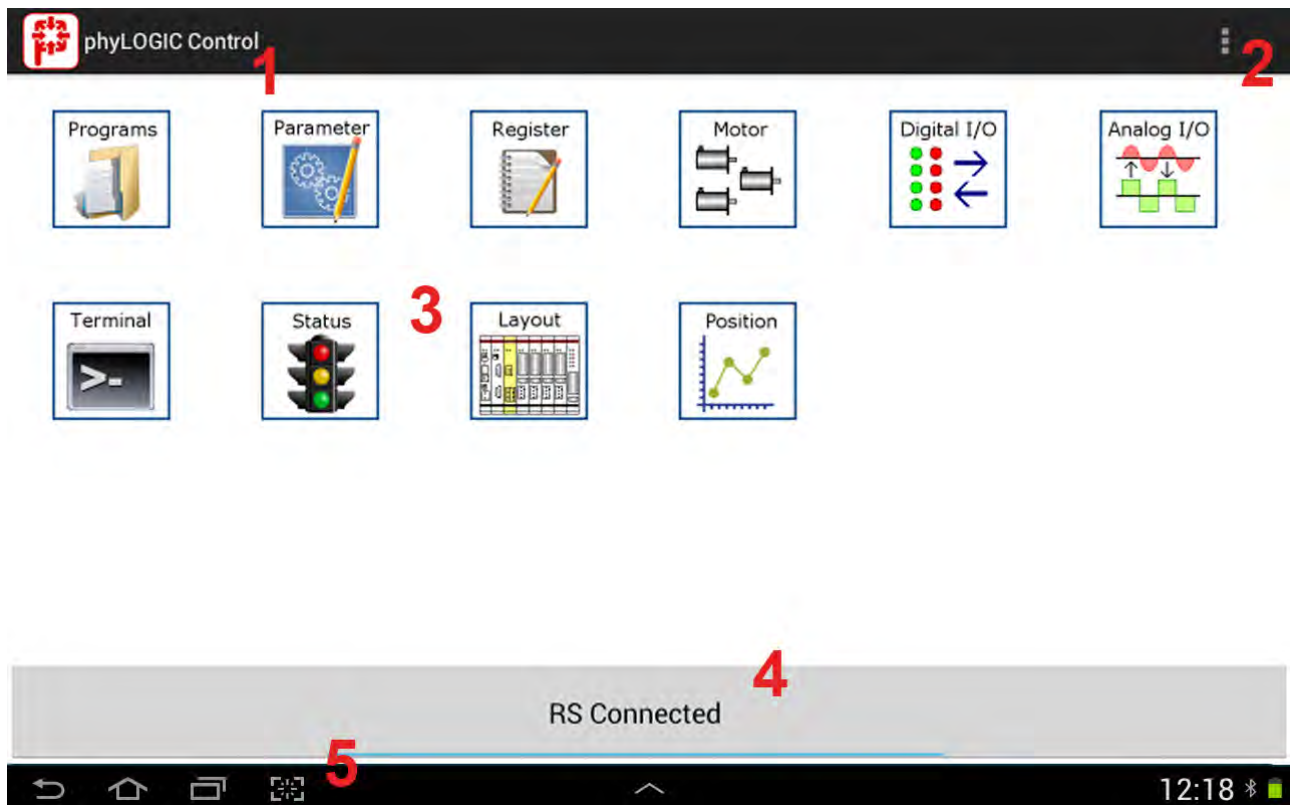 phyLOGIC Control
1
2
Programs
Parameter
Register
Motor
Digital I/O
Analog I/O
Terminal
Status
3
Layout
Position
>-
4
RS Connected
5
12:18